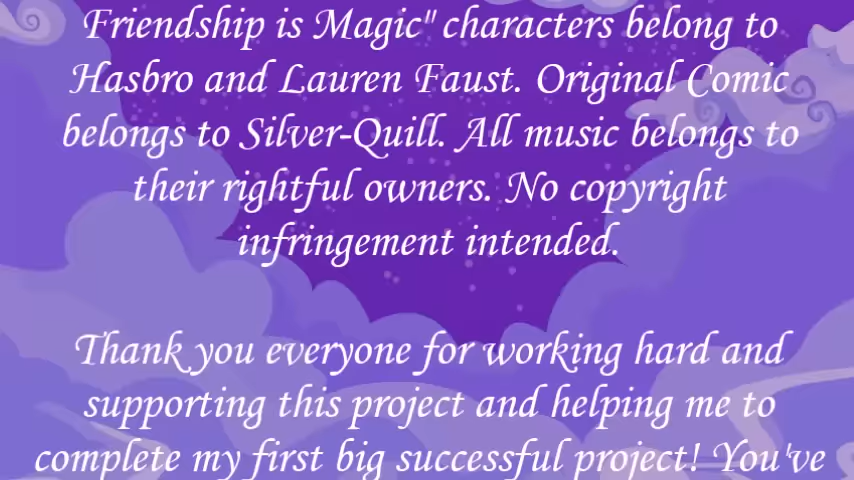 Friendship is Magic" characters belong to
Hasbro and Lauren Faust. Original Comic
belongs to Silver-Quill. All music belongs to
their rightful owners. No copyright
infringement intended.
Thank you everyone for working hard and
supporting this project and helping me to
complete my first big successful project! You've